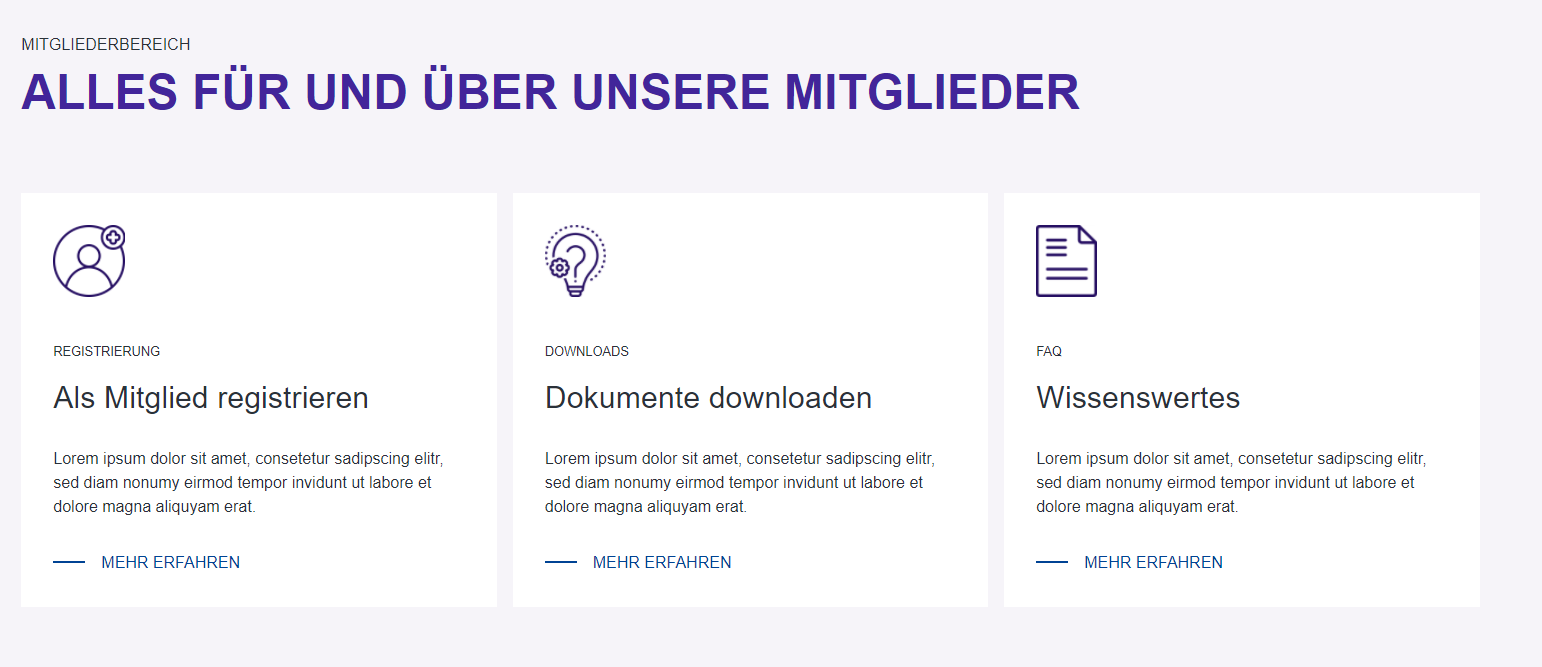 MITGLIEDERBEREICH
ALLES FÜR UND ÜBER UNSERE MITGLIEDER
REGISTRIERUNG
Als Mitglied registrieren
Lorem ipsum dolor sit amet, consetetur sadipscing elitr,
sed diam nonumy eirmod tempor invidunt ut labore et
dolore magna aliquyam erat.
MEHR ERFAHREN
DOWNLOADS
Dokumente downloaden
Lorem ipsum dolor sit amet, consetetur sadipscing elitr,
sed diam nonumy eirmod tempor invidunt ut labore et
dolore magna aliquyam erat.
MEHR ERFAHREN
FAQ
Wissenswertes
Lorem ipsum dolor sit amet, consetetur sadipscing elitr,
sed diam nonumy eirmod tempor invidunt ut labore et
dolore magna aliquyam erat.
MEHR ERFAHREN